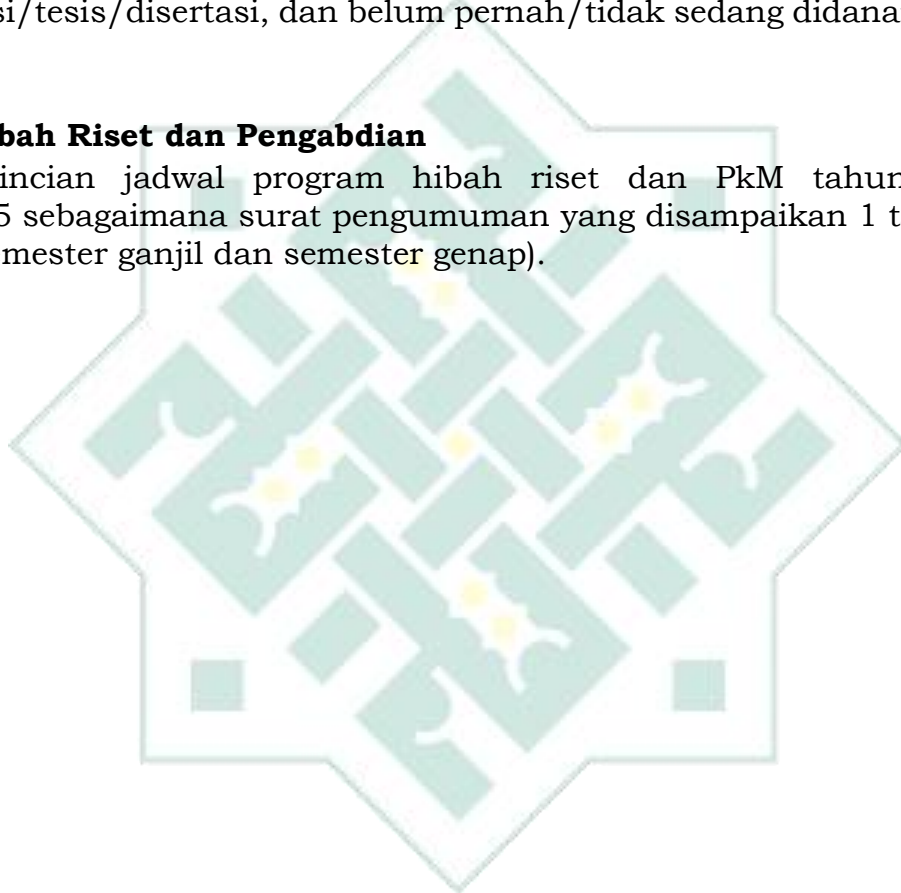 si/tesis/disertasi, dan belum pernah/tidak sedang didana
bah Riset dan Pengabdian
incian jadwal program hibah riset dan PkM tahun
5 sebagaimana surat pengumuman yang disampaikan 1 t
mester ganjil dan semester genap).